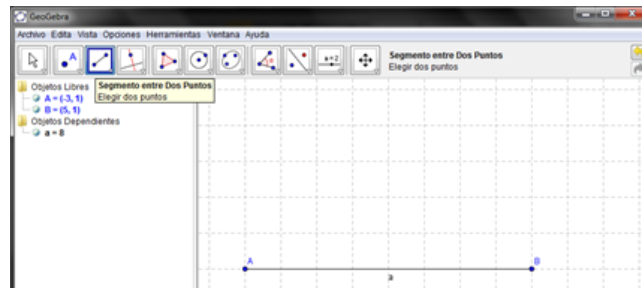 GeoGebra
Archivo Edita Vista Opciones Herramientas Ventana Ayuda
A
a=2
Segmento entre Dos Puntos
Elegir dos puntos
Objetos Libres
A = (-3, 1)
B = (5, 1)
Objetos Dependientes
a = 8
Segmento entre Dos Puntos
Elegir dos puntos
A
B
a